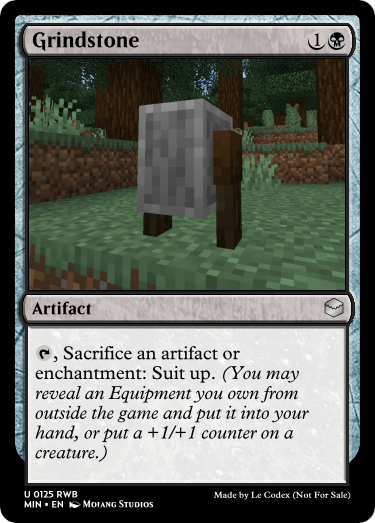 Grindstone 1
Artifact
, Sacrifice an artifact or
enchantment: Suit up. (You may
reveal an Equipment you own from
outside the game and put it into your
hand, or put a +1/+1 counter on a
creature.)
U 0125 RWB
MIN • EN Mojang Studios
Made by Le Codex (Not For Sale)